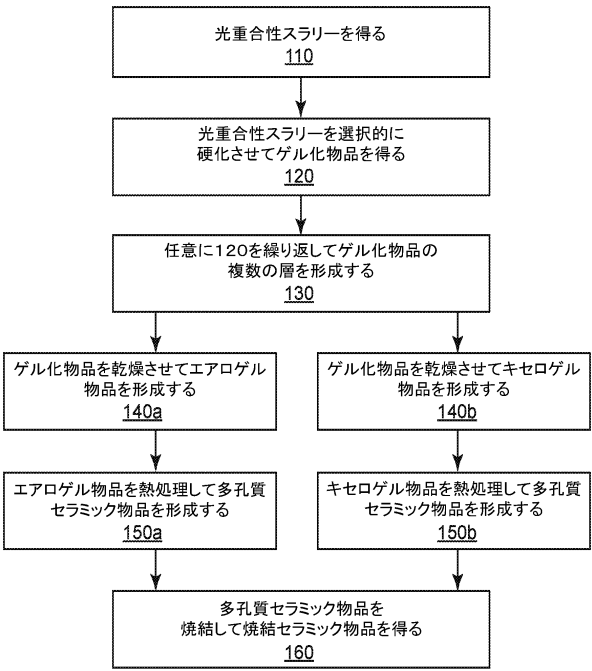 光重合性スラリーを得る
110
光重合性スラリーを選択的に
硬化させてゲル化物品を得る
120
任意に120を繰り返してゲル化物品の
複数の層を形成する
130
ゲル化物品を乾燥させてエアロゲル
物品を形成する
140a
ゲル化物品を乾燥させてキセロゲル
物品を形成する
140b
エアロゲル物品を熱処理して多孔質
セラミック物品を形成する
150a
キセロゲル物品を熱処理して多孔質
セラミック物品を形成する
150b
多孔質セラミック物品を
焼結して焼結セラミック物品を得る
160